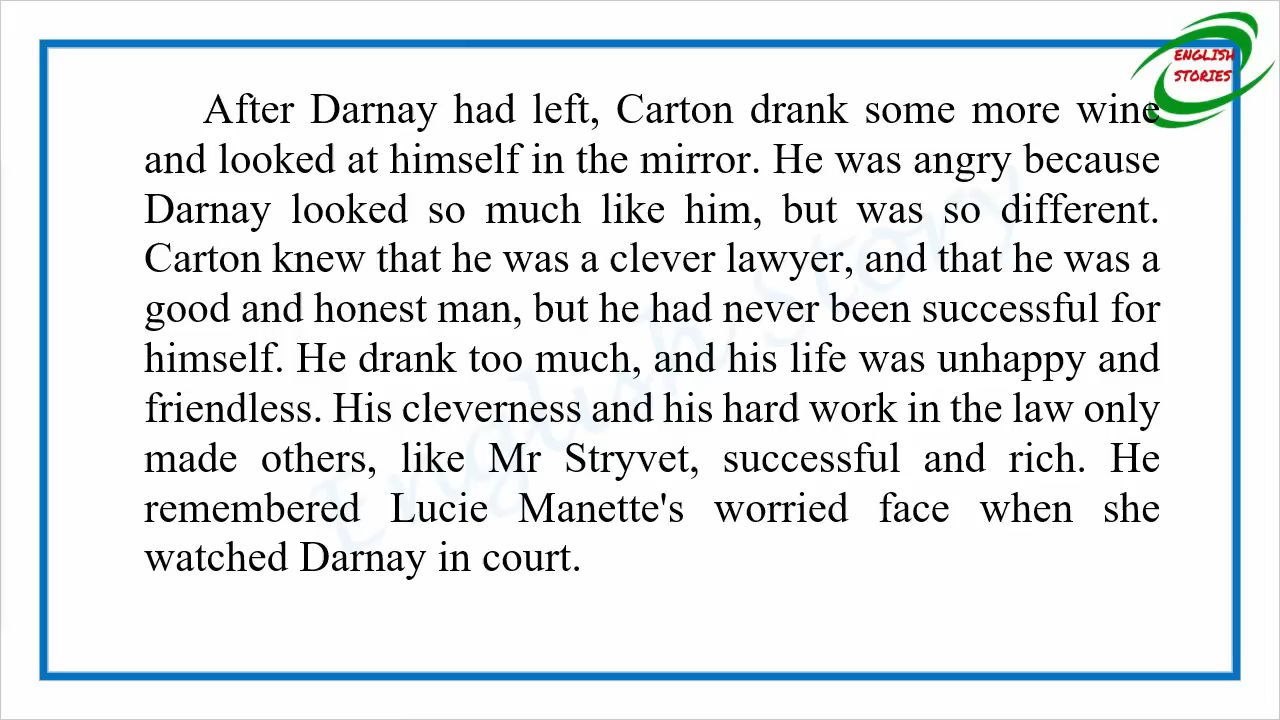 ENGLISH
STORIES
After Darnay had left, Carton drank some more wine
and looked at himself in the mirror. He was angry because
Darnay looked so much like him, but was so different.
Carton knew that he was a clever lawyer, and that he was a
good and honest man, but he had never been successful for
himself. He drank too much, and his life was unhappy and
friendless. His cleverness and his hard work in the law only
made others, like Mr Stryvet, successful and rich. He
remembered Lucie Manette's worried face when she
watched Darnay in court.
English Story